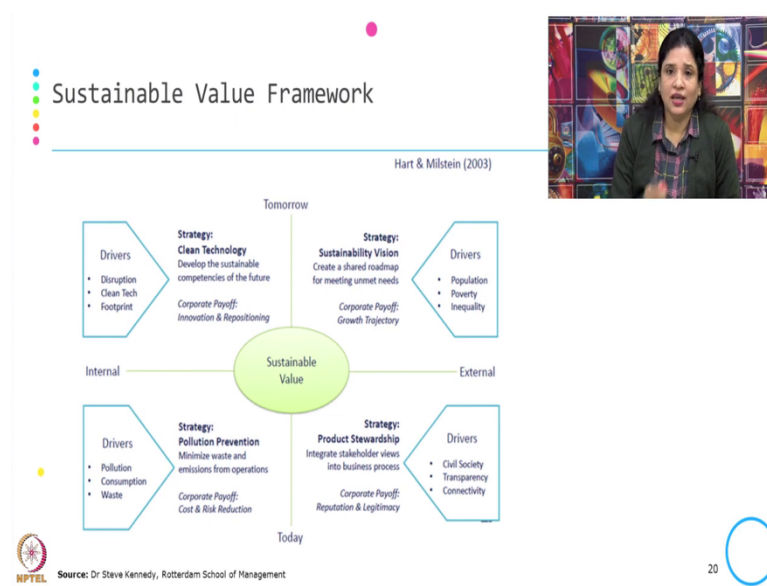 Sustainable Value Framework
Hart & Milstein (2003)
Tomorrow
Drivers
• Disruption
• Clean Tech
• Footprint
Strategy:
Clean Technology
Develop the sustainable
competencies of the future
Corporate Payoff:
Innovation & Repositioning
Strategy:
Sustainability Vision
Create a shared roadmap
for meeting unmet needs
Corporate Payoff:
Growth Trajectory
Drivers
• Population
• Poverty
• Inequality
Internal
Sustainable
Value
External
Drivers
• Pollution
• Consumption
• Waste
Strategy:
Pollution Prevention
Minimize waste and
emissions from operations
Corporate Payoff:
Cost & Risk Reduction
Strategy:
Product Stewardship
Integrate stakeholder views
into business process
Corporate Payoff:
Reputation & Legitimacy
Drivers
• Civil Society
• Transparency
• Connectivity
Today
NPTEL
Source: Dr Steve Kennedy, Rotterdam School of Management
20